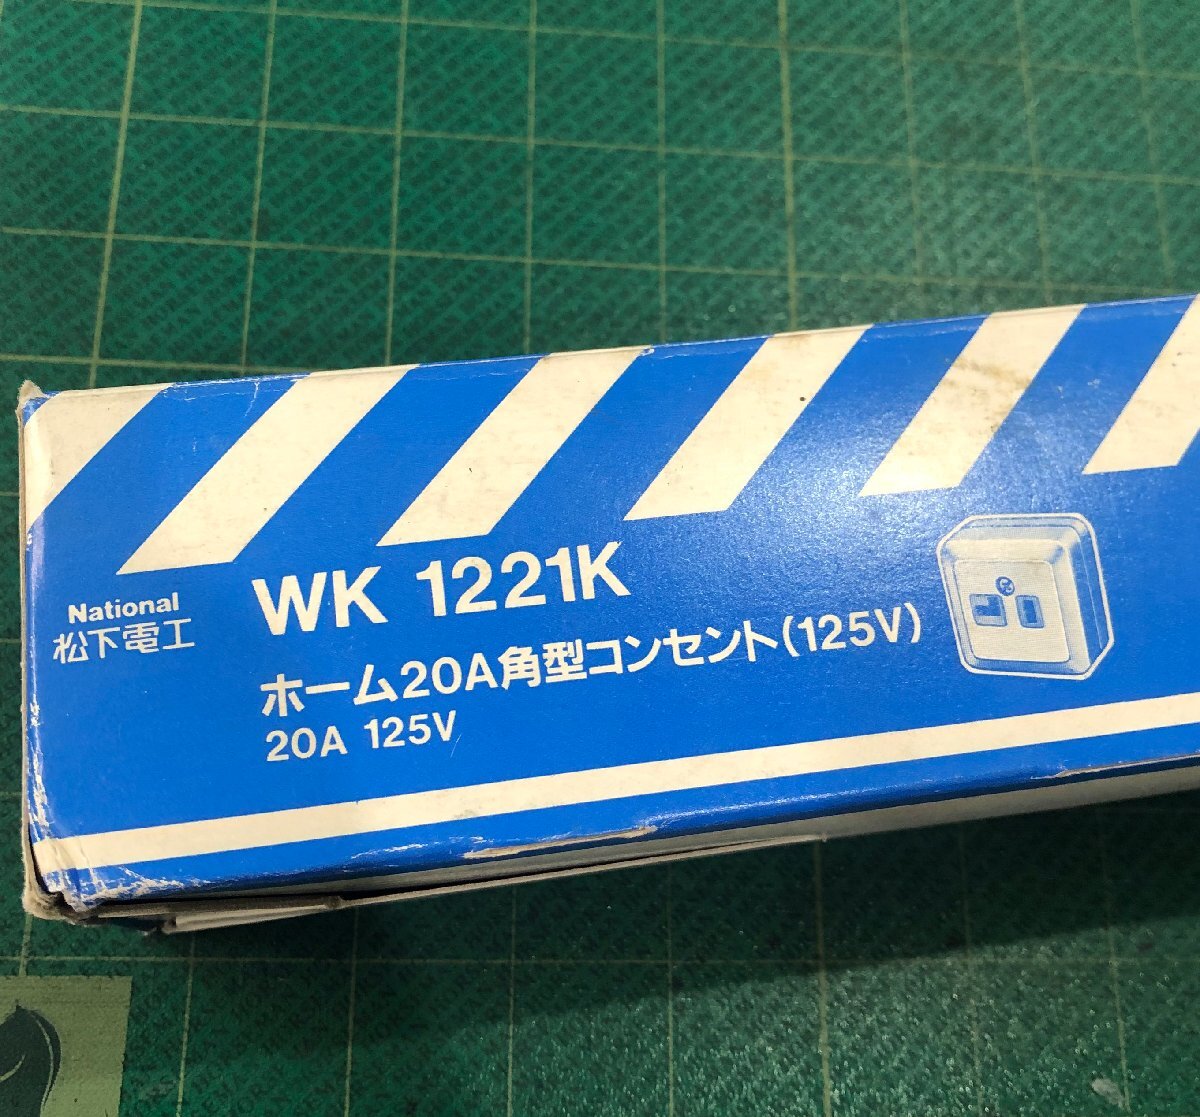 National
松下電工
WK 1221K
ホーム20A角型コンセント(125V)
20A 125V